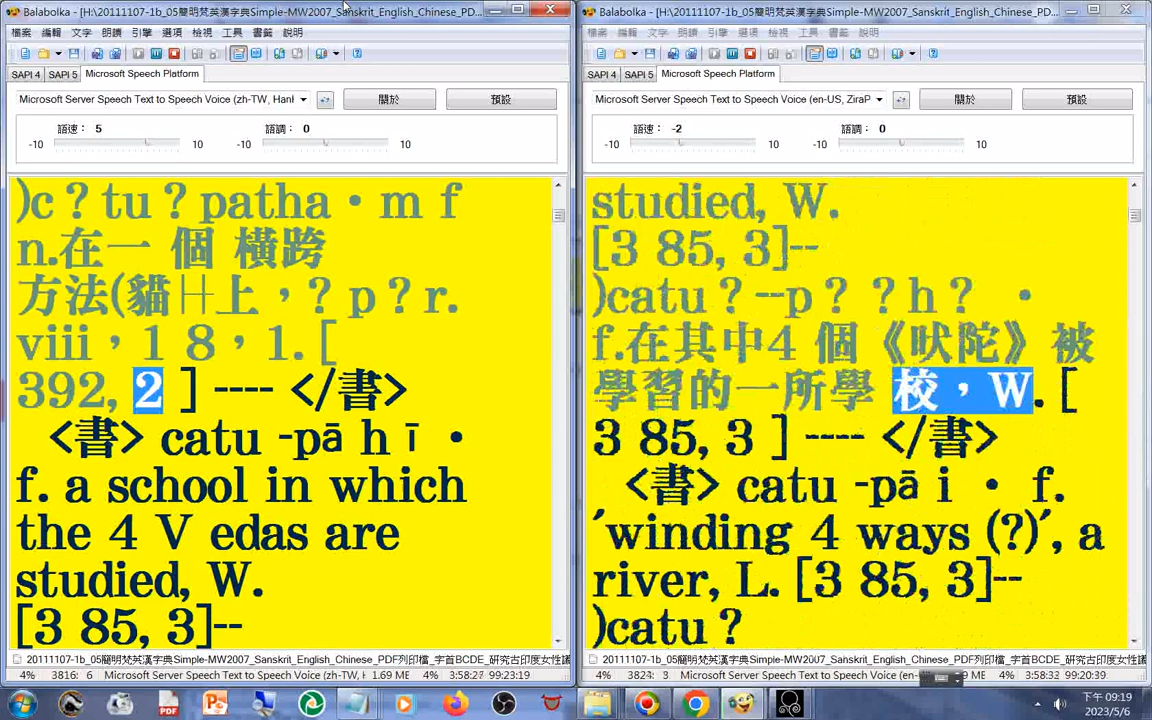 Balabolka - [H:\20111107-1b_05簡明梵英漢字典Simple-MW2007_Sanskrit_English_Chinese_PD...
檔案 編輯 文字 朗讀 引擎 選項 檢視 工具 書籤 說明
SAPI 4 SAPI 5 Microsoft Speech Platform
Microsoft Server Speech Text to Speech Voice (zh-TW, Hanl 關於 預設
語速： 5 語調： 0
-10 10 -10 10
)c？tu？patha・m f
n.在一 個 橫跨
方法(貓├┤上，?p?r.
viii，1 8，1. [
392, 2 ] ---- </書>
<書> catu -pā h ī •
f. a school in which
the 4 V edas are
studied, W.
[3 85, 3]--
20111107-1b_05簡明梵英漢字典Simple-MW2007_Sanskrit_English_Chinese_PDF列印檔_字首BCDE_研究古印度女性議
4% 3816: 6 Microsoft Server Speech Text to Speech Voice (zh-TW, H 1.69 ME 4% 3:58:27 99:23:19
Balabolka - [H:\20111107-1b_05簡明梵英漢字典Simple-MW2007_Sanskrit_English_Chinese_PD...
檔案 編輯 文字 朗讀 引擎 選項 檢視 工具 書籤 說明
SAPI 4 SAPI 5 Microsoft Speech Platform
Microsoft Server Speech Text to Speech Voice (en-US, ZiraP 關於 預設
語速： -2 語調： 0
-10 10 -10 10
studied, W.
[3 85, 3]--
)catu？--p？？h？ •
f.在其中4 個《吠陀》被
學習的一所學 校，W. [
3 85, 3 ] ---- </書>
<書> catu -pā i • f.
'winding 4 ways (?)', a
river, L. [3 85, 3]--
)catu？
20111107-1b_05簡明梵英漢字典Simple-MW2007_Sanskrit_English_Chinese_PDF列印檔_字首BCDE_研究古印度女性議
4% 3824: 3 Microsoft Server Speech Text to Speech Voice (en-US, 4% 3:58:32 99:20:39
下午 09:19
2023/5/6